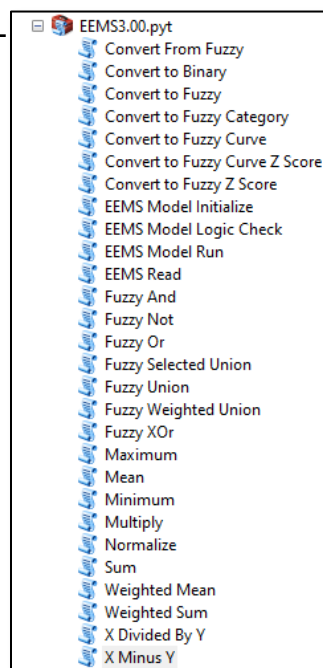 EEMS3.00.pyt
Convert From Fuzzy
Convert to Binary
Convert to Fuzzy
Convert to Fuzzy Category
Convert to Fuzzy Curve
Convert to Fuzzy Curve Z Score
Convert to Fuzzy Z Score
EEMS Model Initialize
EEMS Model Logic Check
EEMS Model Run
EEMS Read
Fuzzy And
Fuzzy Not
Fuzzy Or
Fuzzy Selected Union
Fuzzy Union
Fuzzy Weighted Union
Fuzzy XOr
Maximum
Mean
Minimum
Multiply
Normalize
Sum
Weighted Mean
Weighted Sum
X Divided By Y
X Minus Y